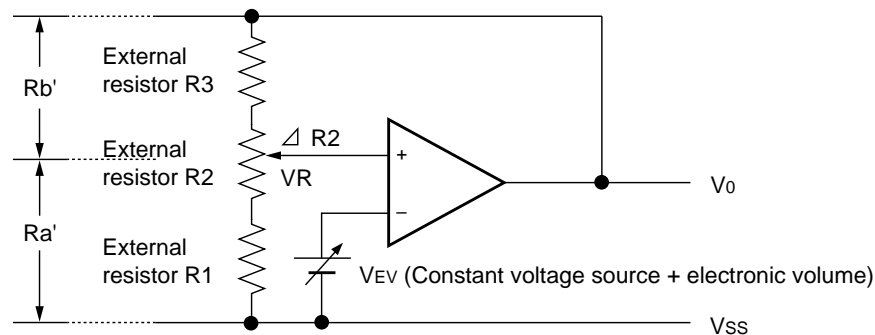 External
resistor R3
Rb'
⊿ R2
External
resistor R2
+
VR
V0
−
Ra'
External
resistor R1
VEV (Constant voltage source + electronic volume)
VSS